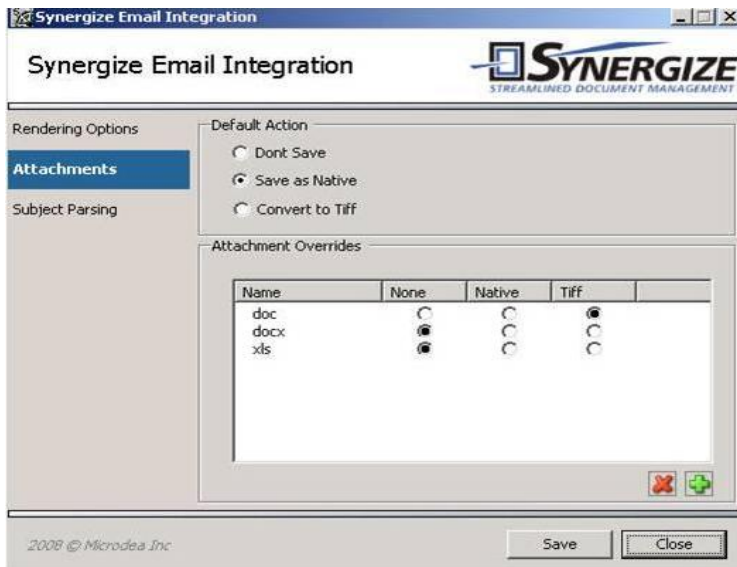 Synergize Email Integration
Synergize Email Integration
SYNERGIZE
STREAMLINED DOCUMENT MANAGEMENT
Rendering Options
Attachments
Subject Parsing
Default Action
Dont Save
Save as Native
Convert to Tiff
Attachment Overrides
Name None Native Tiff
doc
docx
xls
2008 © Microdea Inc
Save Close